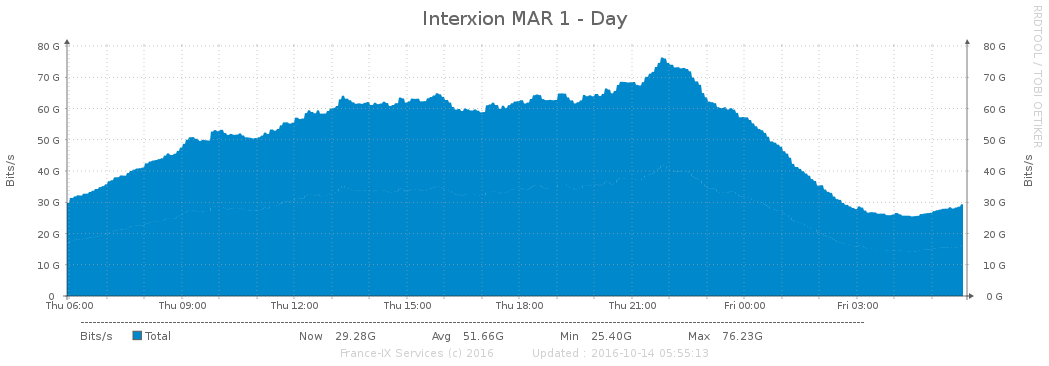 Interxion MAR 1 - Day
RRDTOOL / TOBI OETIKER
Bits/s
80 G 80 G
70 G 70 G
60 G 60 G
50 G 50 G
40 G 40 G
30 G 30 G
20 G 20 G
10 G 10 G
0 0 G
Bits/s
Thu 06:00 Thu 09:00 Thu 12:00 Thu 15:00 Thu 18:00 Thu 21:00 Fri 00:00 Fri 03:00
Bits/s Total Now 29.28G Avg 51.66G Min 25.40G Max 76.23G
France-IX Services (c) 2016 Updated : 2016-10-14 05:55:13